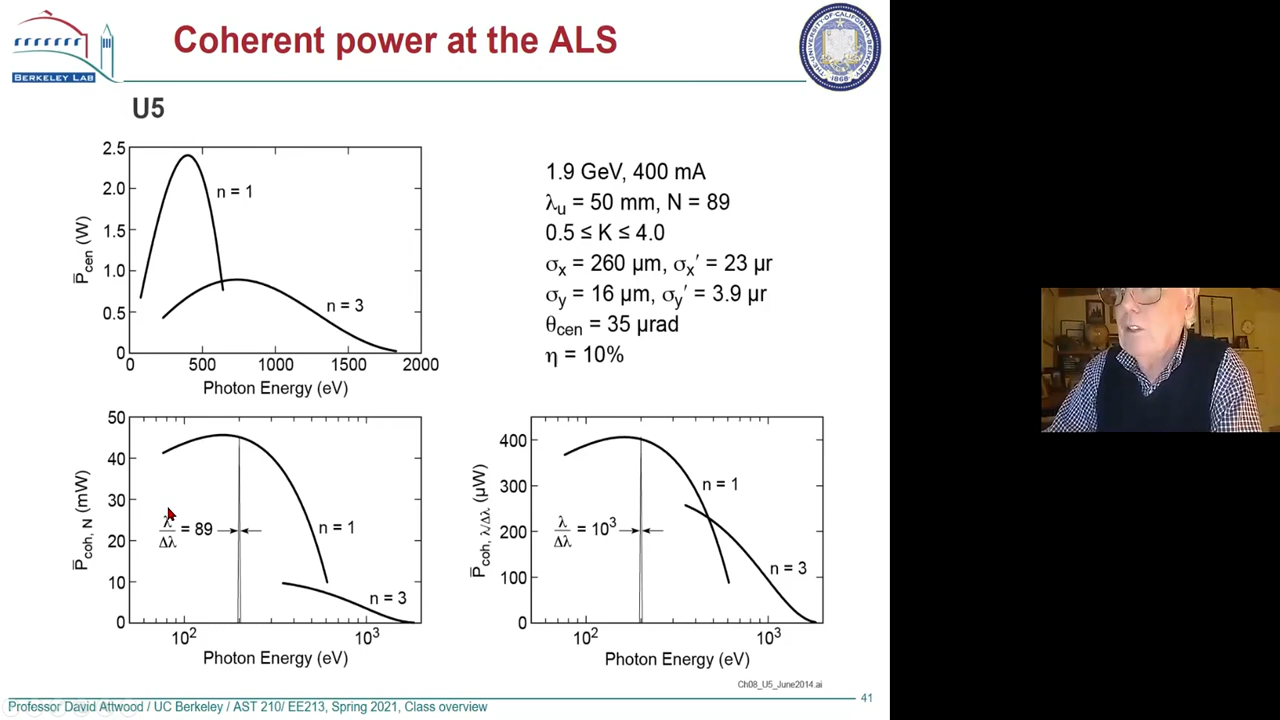 Coherent power at the ALS
BERKELEY LAB
UNIVERSITY OF CALIFORNIA BERKELEY
1868
U5
P̅cen (W)
2.5
2.0
1.5
1.0
0.5
0
n = 1
n = 3
0 500 1000 1500 2000
Photon Energy (eV)
1.9 GeV, 400 mA
λu = 50 mm, N = 89
0.5 ≤ K ≤ 4.0
σx = 260 µm, σx′ = 23 µr
σy = 16 µm, σy′ = 3.9 µr
θcen = 35 µrad
η = 10%
P̅coh, N (mW)
50
40
30
20
10
0
λ/Δλ = 89
n = 1
n = 3
10² 10³
Photon Energy (eV)
P̅coh, λ/Δλ (µW)
400
300
200
100
0
λ/Δλ = 10³
n = 1
n = 3
10² 10³
Photon Energy (eV)
Ch08_U5_June2014.ai
Professor David Attwood / UC Berkeley / AST 210/ EE213, Spring 2021, Class overview
41